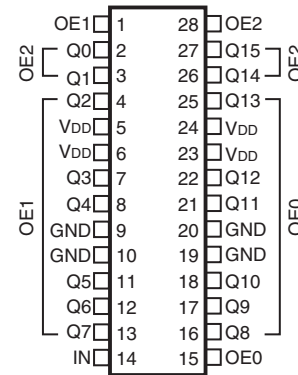 OE1 1 28 OE2
Q0 2 27 Q15
Q1 3 26 Q14
Q2 4 25 Q13
VDD 5 24 VDD
VDD 6 23 VDD
Q3 7 22 Q12
Q4 8 21 Q11
GND 9 20 GND
GND 10 19 GND
Q5 11 18 Q10
Q6 12 17 Q9
Q7 13 16 Q8
IN 14 15 OE0
OE2
OE1
OE2
OE0